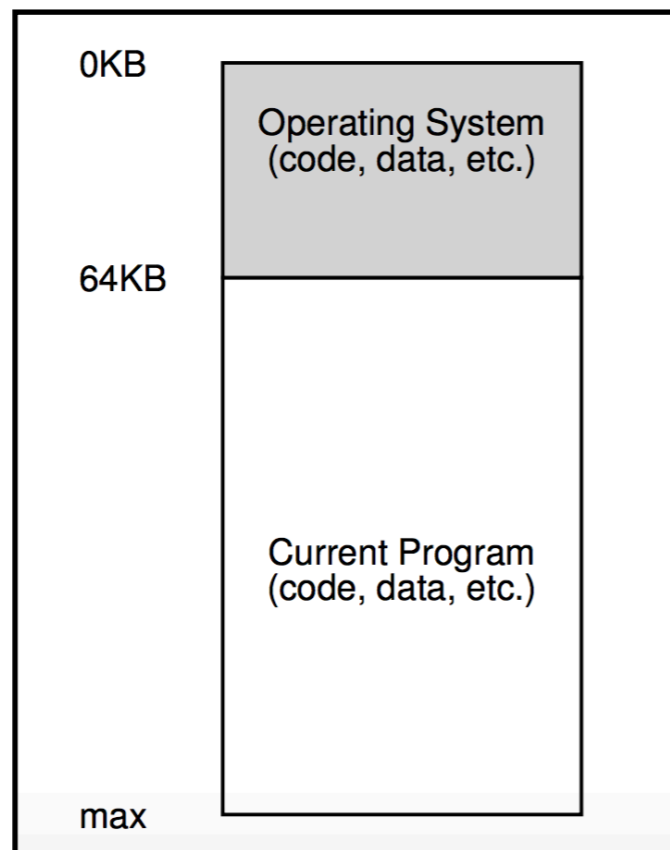 0KB
Operating System
(code, data, etc.)
64KB
Current Program
(code, data, etc.)
max